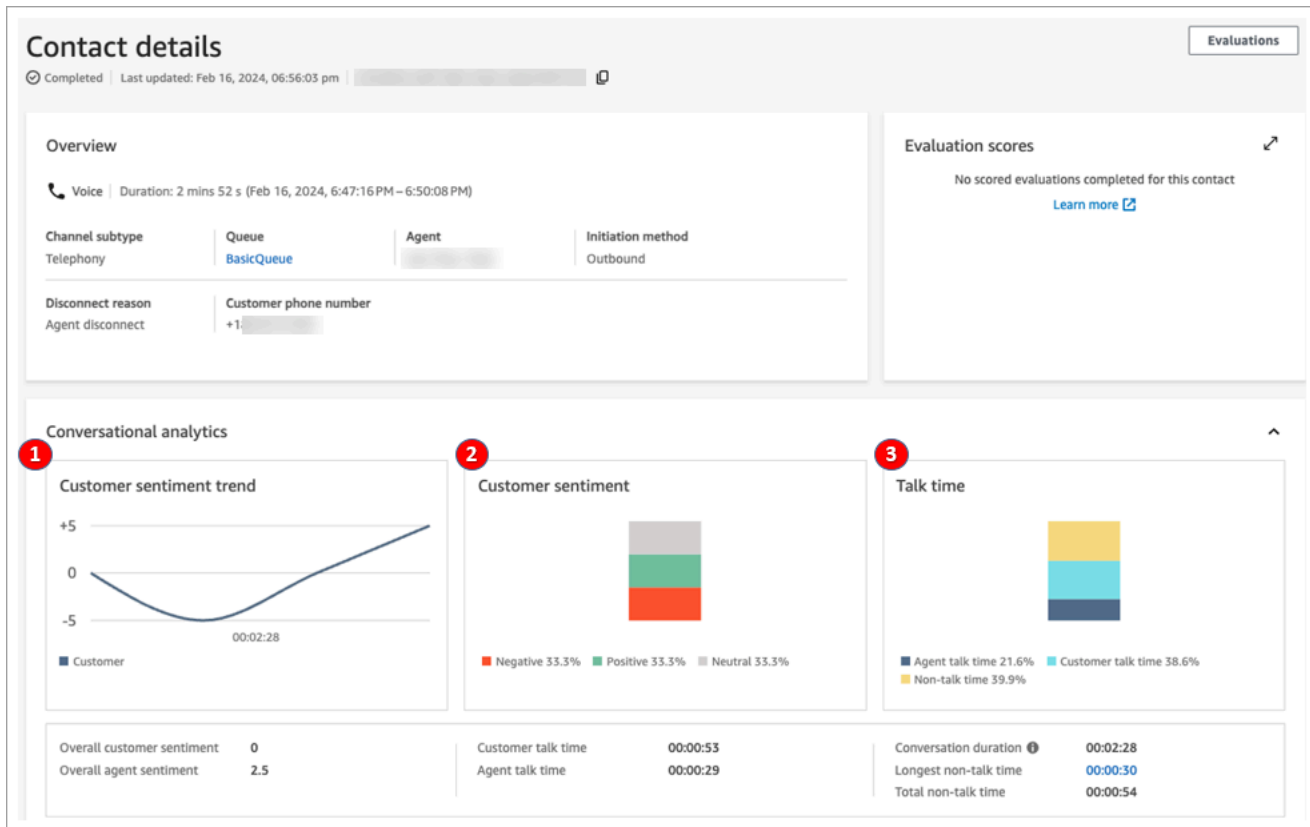 Contact details
Evaluations
Completed Last updated: Feb 16, 2024, 06:56:03 pm
Overview
Voice Duration: 2 mins 52 s (Feb 16, 2024, 6:47:16 PM – 6:50:08 PM)
Channel subtype Queue Agent Initiation method
Telephony BasicQueue Outbound
Disconnect reason Customer phone number
Agent disconnect +1
Evaluation scores
No scored evaluations completed for this contact
Learn more
Conversational analytics
1
Customer sentiment trend
+5
0
-5
00:02:28
Customer
2
Customer sentiment
Negative 33.3% Positive 33.3% Neutral 33.3%
3
Talk time
Agent talk time 21.6% Customer talk time 38.6%
Non-talk time 39.9%
Overall customer sentiment 0
Overall agent sentiment 2.5
Customer talk time 00:00:53
Agent talk time 00:00:29
Conversation duration 00:02:28
Longest non-talk time 00:00:30
Total non-talk time 00:00:54